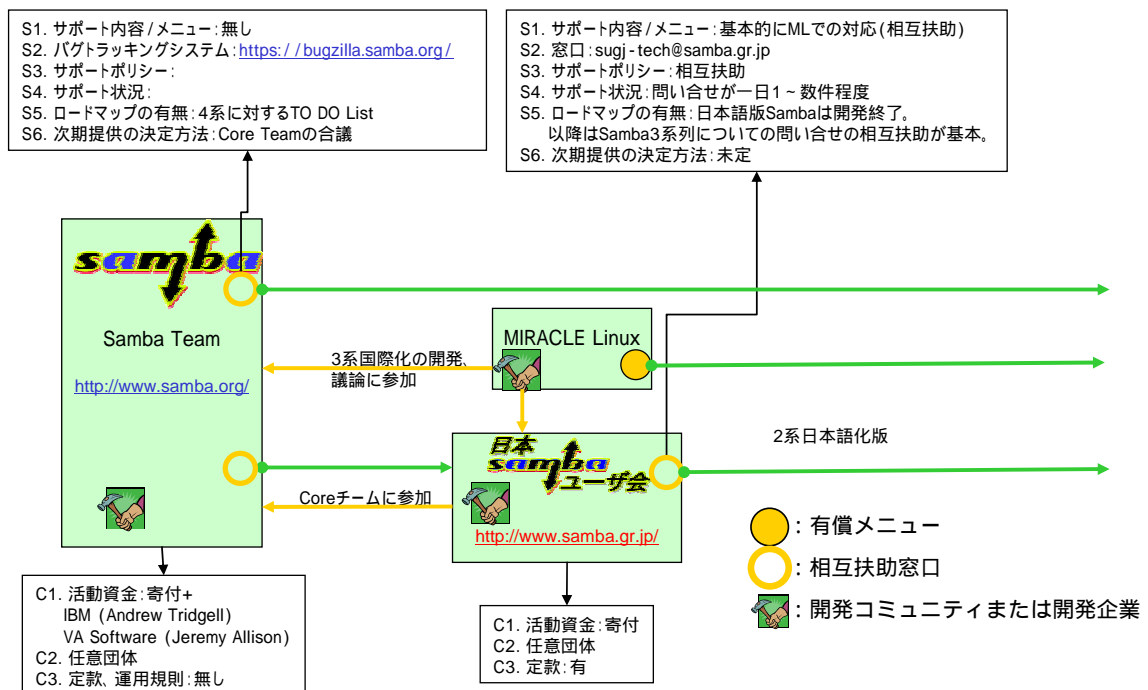 S1. サポート内容/メニュー:無し
S2. バグトラッキングシステム:https://bugzilla.samba.org/
S3. サポートポリシー:
S4. サポート状況:
S5. ロードマップの有無:4系に対するTO DO List
S6. 次期提供の決定方法:Core Teamの合議
S1. サポート内容/メニュー:基本的にMLでの対応(相互扶助)
S2. 窓口:sugj-tech@samba.gr.jp
S3. サポートポリシー:相互扶助
S4. サポート状況:問い合せが一日1~数件程度
S5. ロードマップの有無:日本語版Sambaは開発終了。
以降はSamba3系列についての問い合せの相互扶助が基本。
S6. 次期提供の決定方法:未定
samba
Samba Team
http://www.samba.org/
MIRACLE Linux
3系国際化の開発、
議論に参加
日本
samba
ユーザ会
http://www.samba.gr.jp/
2系日本語化版
Coreチームに参加
:有償メニュー
:相互扶助窓口
:開発コミュニティまたは開発企業
C1. 活動資金:寄付+
IBM (Andrew Tridgell)
VA Software (Jeremy Allison)
C2. 任意団体
C3. 定款、運用規則:無し
C1. 活動資金:寄付
C2. 任意団体
C3. 定款:有